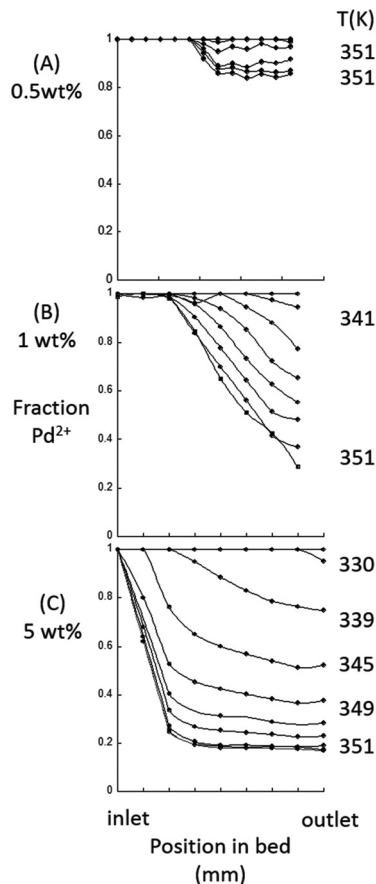 T(K)
1
(A)
351
0.5wt%
0.8
351
0.6
0.4
0.2
0
1
(B)
341
1 wt%
0.8
Fraction
0.6
Pd2+
0.4
351
0.2
0
1
330
(C)
0.8
339
5 wt%
0.6
345
0.4
349
0.2
351
0
inlet
outlet
Position in bed
(mm)